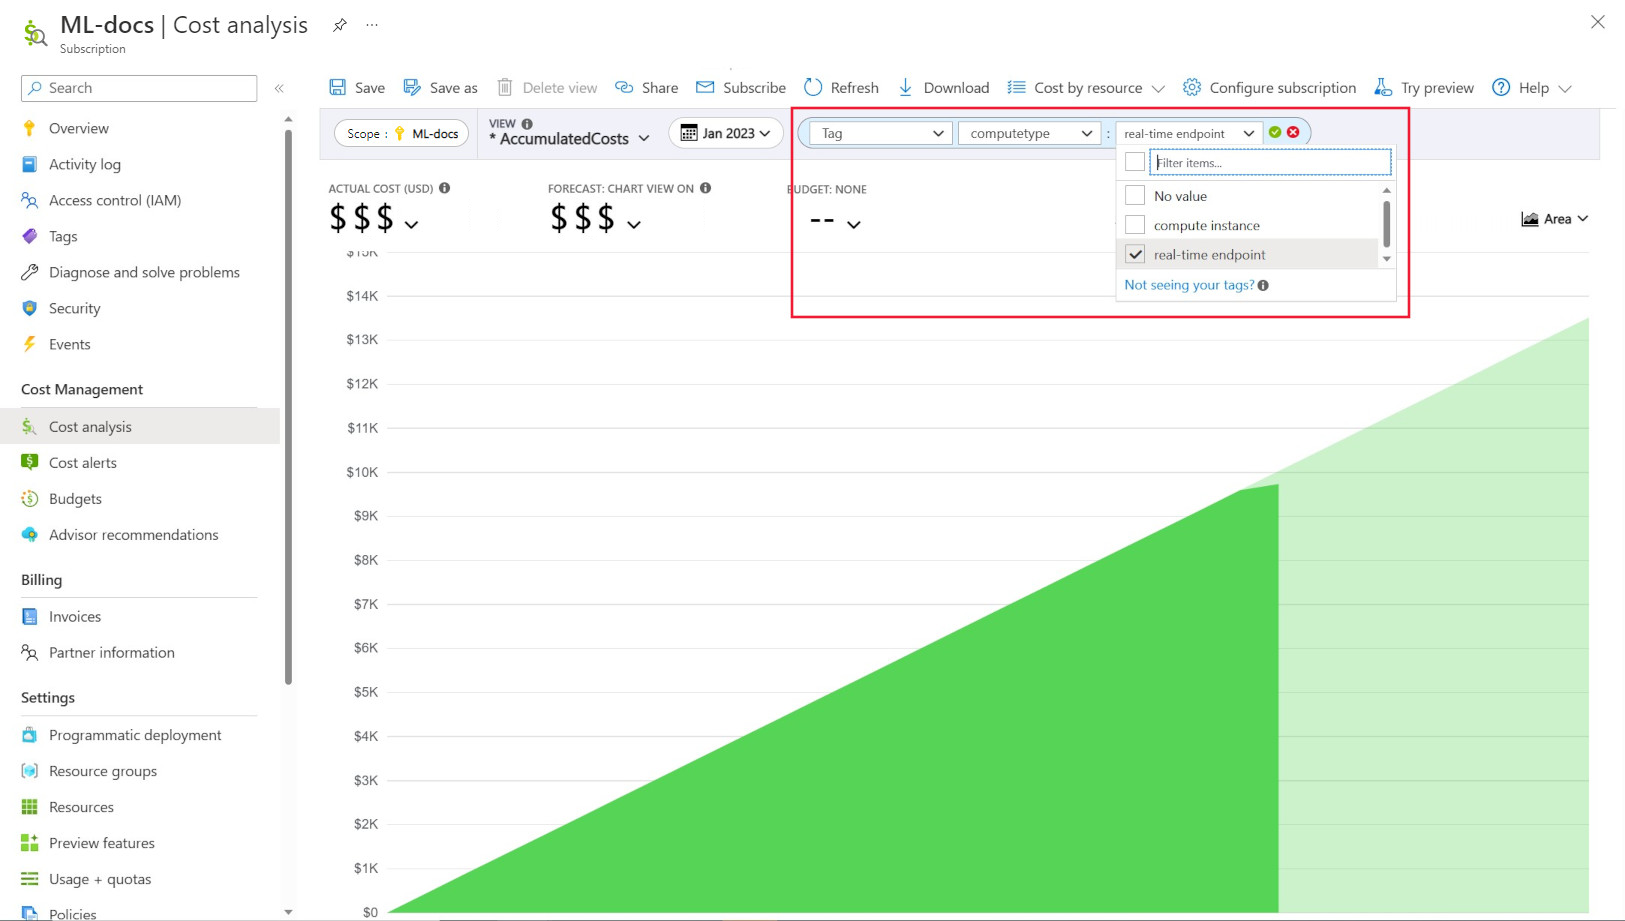 ML-docs | Cost analysis
Subscription
Search
Overview
Activity log
Access control (IAM)
Tags
Diagnose and solve problems
Security
Events
Cost Management
Cost analysis
Cost alerts
Budgets
Advisor recommendations
Billing
Invoices
Partner information
Settings
Programmatic deployment
Resource groups
Resources
Preview features
Usage + quotas
Policies
Save
Save as
Delete view
Share
Subscribe
Refresh
Download
Cost by resource
Configure subscription
Try preview
Help
Scope : ML-docs
VIEW
* AccumulatedCosts
Jan 2023
Tag
computetype
:
real-time endpoint
Filter items...
No value
compute instance
real-time endpoint
Not seeing your tags?
ACTUAL COST (USD)
$$$
FORECAST: CHART VIEW ON
$$$
BUDGET: NONE
--
Area
$15K
$14K
$13K
$12K
$11K
$10K
$9K
$8K
$7K
$6K
$5K
$4K
$3K
$2K
$1K
$0